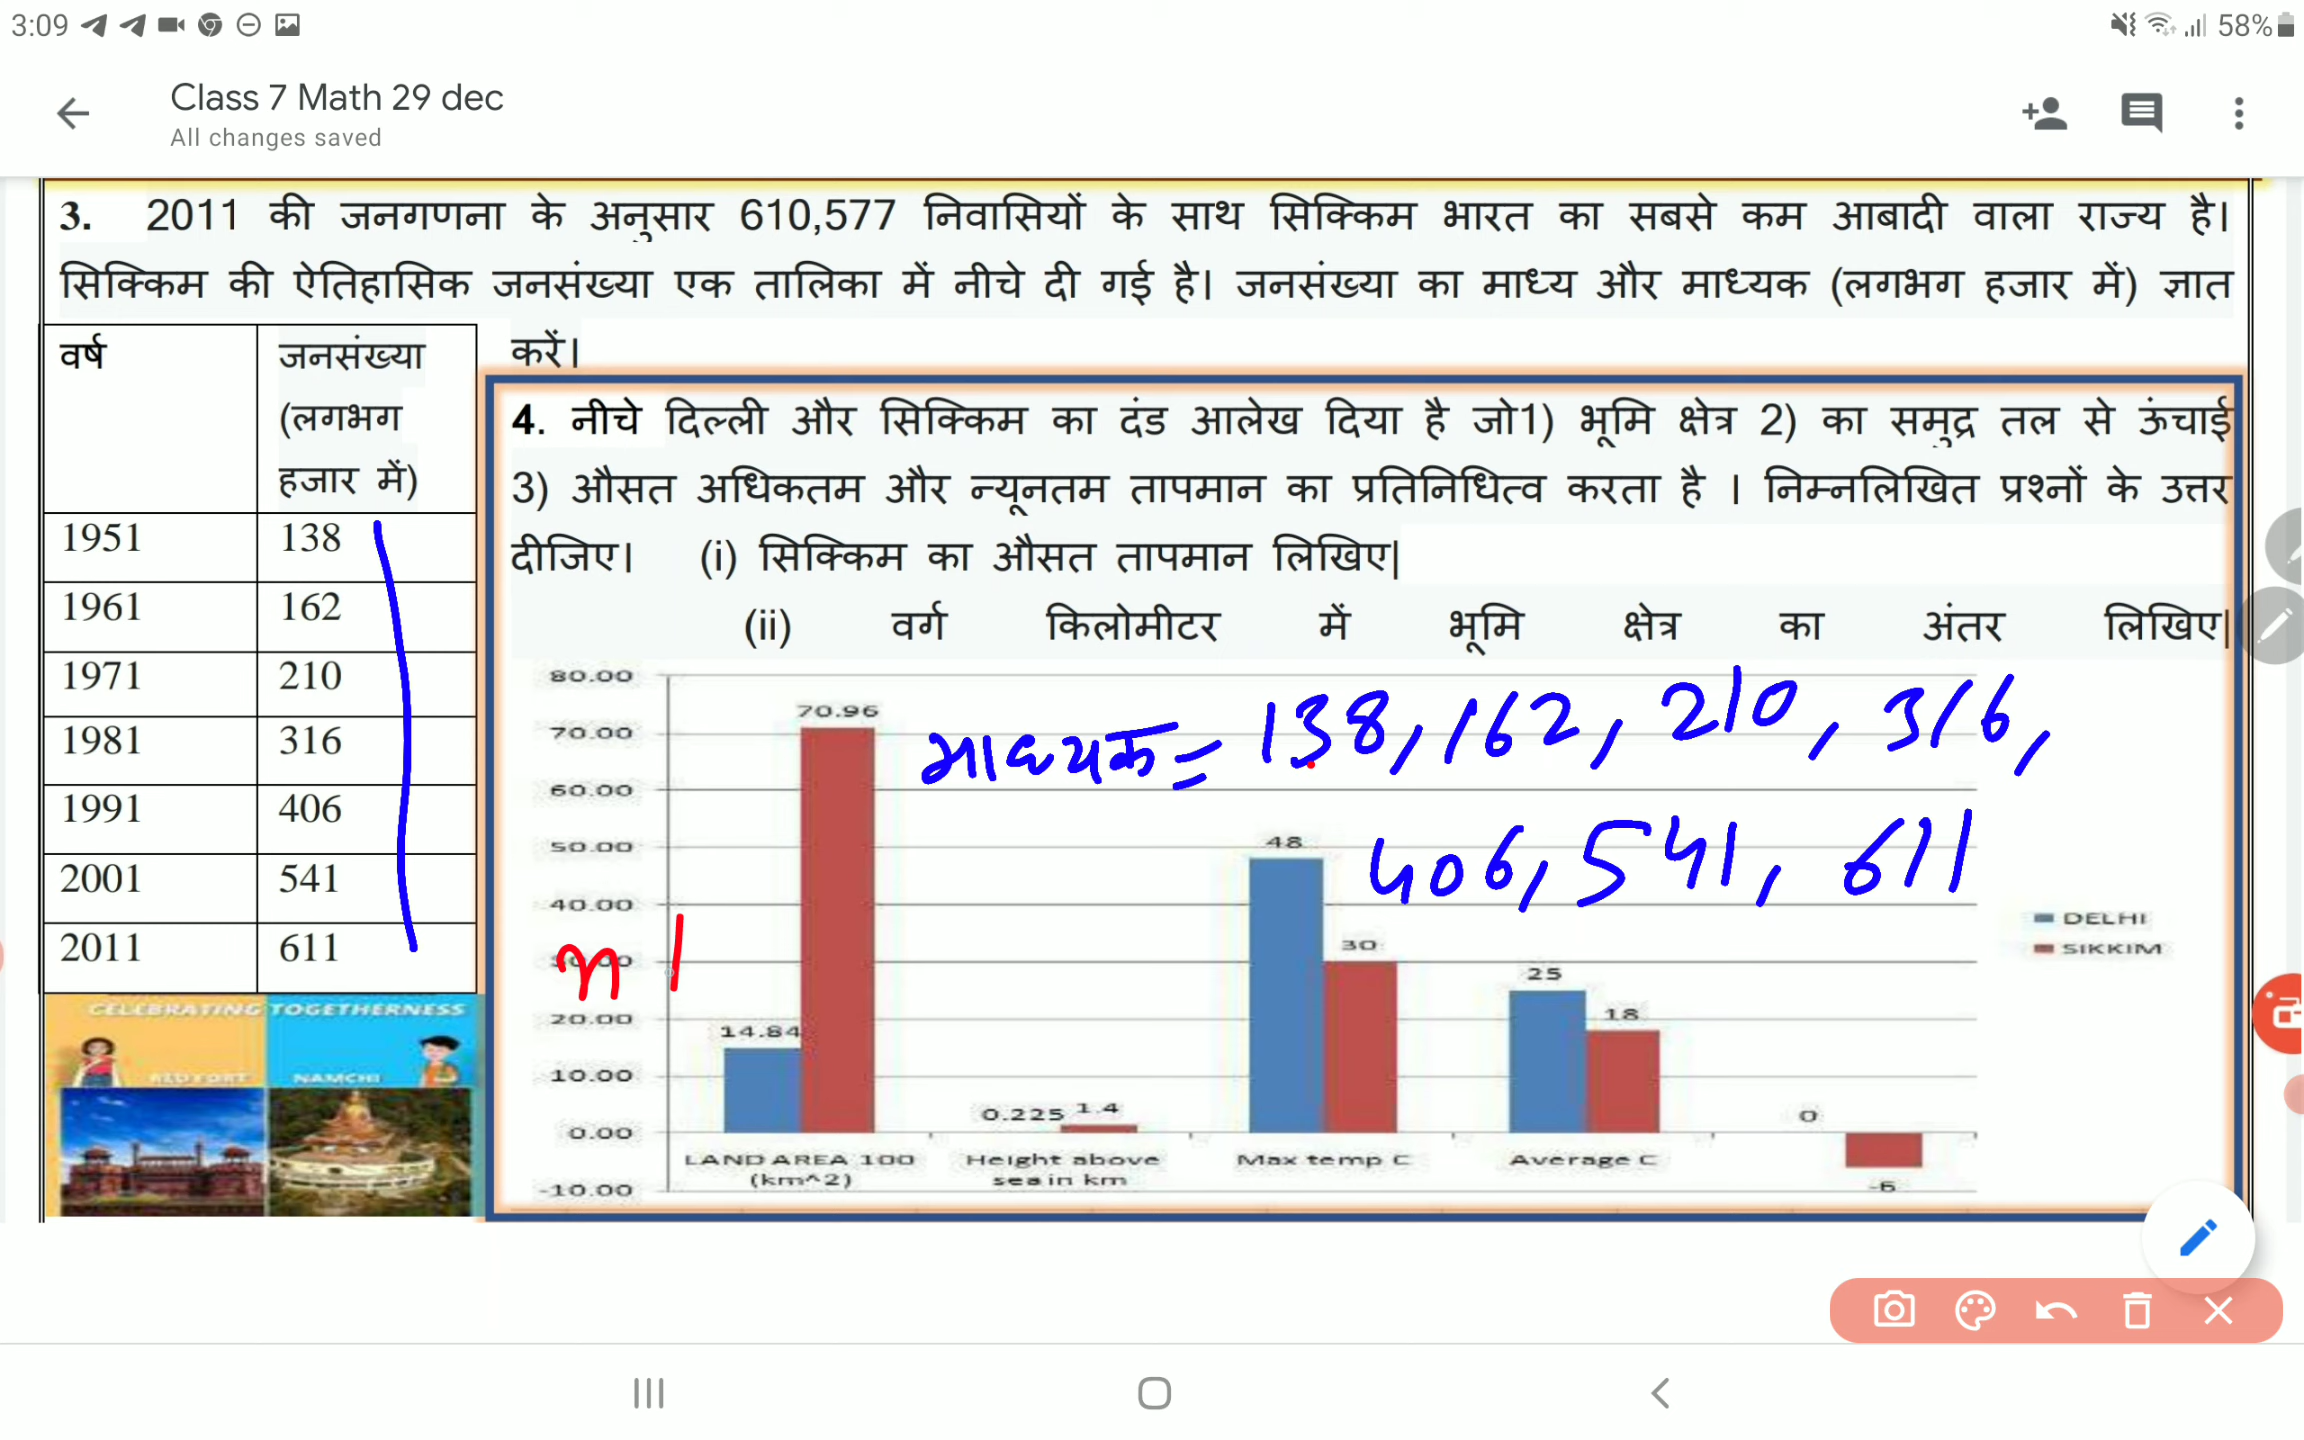 3:09
58%
Class 7 Math 29 dec
All changes saved
3. 2011 की जनगणना के अनुसार 610,577 निवासियों के साथ सिक्किम भारत का सबसे कम आबादी वाला राज्य है।
सिक्किम की ऐतिहासिक जनसंख्या एक तालिका में नीचे दी गई है। जनसंख्या का माध्य और माध्यक (लगभग हजार में) ज्ञात
करें।
वर्ष जनसंख्या
(लगभग
हजार में)
1951 138
1961 162
1971 210
1981 316
1991 406
2001 541
2011 611
CELEBRATING TOGETHERNESS
RED FORT NAMCHI
4. नीचे दिल्ली और सिक्किम का दंड आलेख दिया है जो1) भूमि क्षेत्र 2) का समुद्र तल से ऊंचाई
3) औसत अधिकतम और न्यूनतम तापमान का प्रतिनिधित्व करता है । निम्नलिखित प्रश्नों के उत्तर
दीजिए। (i) सिक्किम का औसत तापमान लिखिए|
(ii) वर्ग किलोमीटर में भूमि क्षेत्र का अंतर लिखिए|
माध्यक = 138, 162, 210, 316,
406, 541, 611
n
80.00
70.00
60.00
50.00
40.00
20.00
10.00
0.00
-10.00
70.96
14.84
0.225 1.4
48
30
25
18
0
DELHI
SIKKIM
LAND AREA 100
(km^2)
Height above
sea in km
Max temp C
Average C